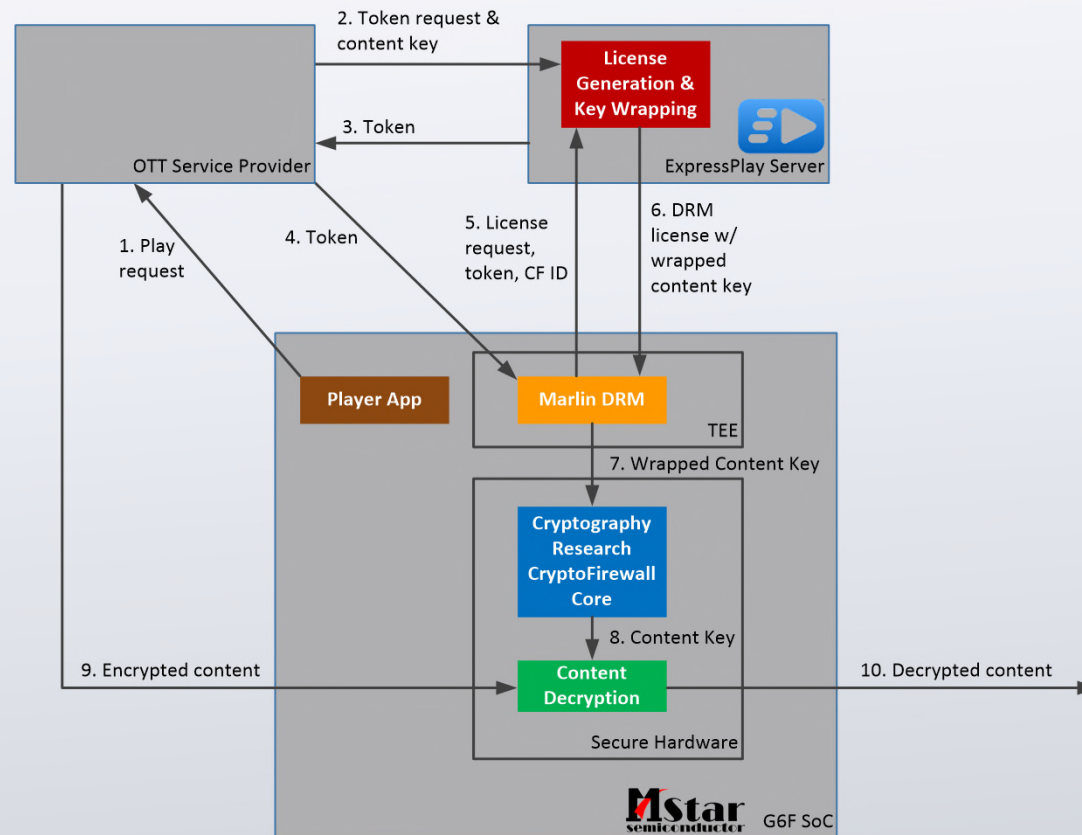 2. Token request &
content key
License
Generation &
Key Wrapping
3. Token
OTT Service Provider
ExpressPlay Server
1. Play
request
4. Token
5. License
request,
token, CF ID
6. DRM
license w/
wrapped
content key
Player App
Marlin DRM
TEE
7. Wrapped Content Key
Cryptography
Research
CryptoFirewall
Core
8. Content Key
9. Encrypted content
Content
Decryption
10. Decrypted content
Secure Hardware
MStar
semiconductor
G6F SoC